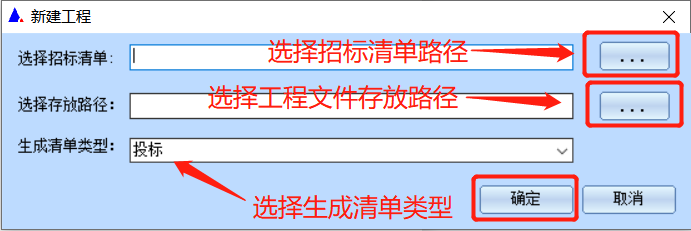 新建工程
选择招标清单:
选择招标清单路径
...
选择存放路径:
选择工程文件存放路径
...
生成清单类型:
投标
选择生成清单类型
确定
取消